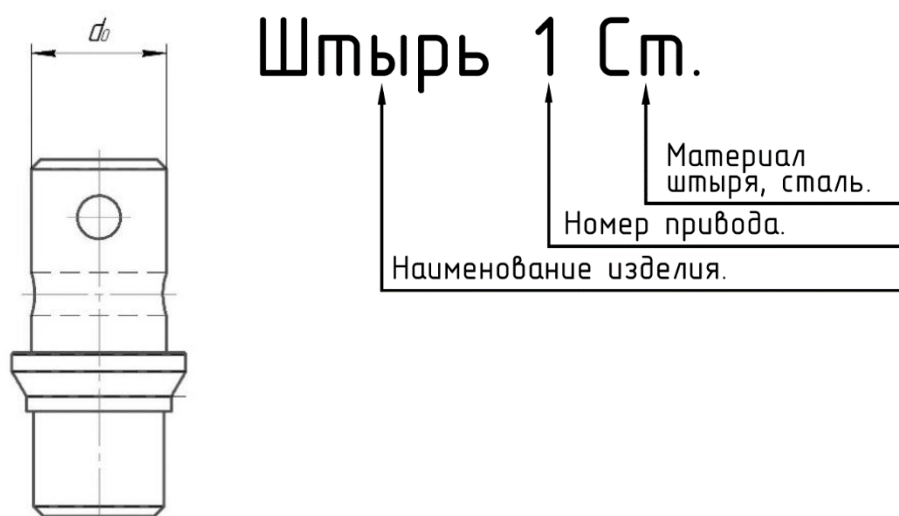 d₀
Штырь 1 Ст.
Материал
штыря, сталь.
Номер привода.
Наименование изделия.